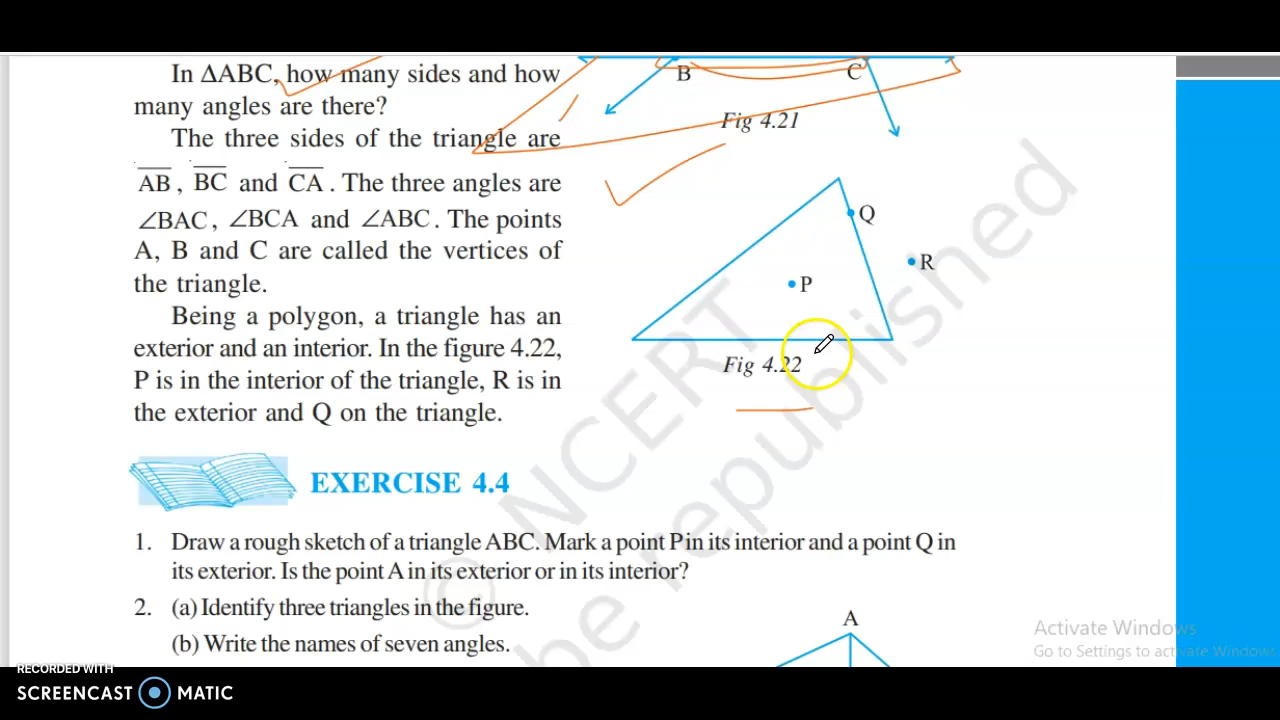 In ΔABC, how many sides and how
many angles are there?
The three sides of the triangle are
AB, BC and CA. The three angles are
∠BAC, ∠BCA and ∠ABC. The points
A, B and C are called the vertices of
the triangle.
Being a polygon, a triangle has an
exterior and an interior. In the figure 4.22,
P is in the interior of the triangle, R is in
the exterior and Q on the triangle.
B
C
Fig 4.21
Q
R
P
Fig 4.22
EXERCISE 4.4
1. Draw a rough sketch of a triangle ABC. Mark a point P in its interior and a point Q in
its exterior. Is the point A in its exterior or in its interior?
2. (a) Identify three triangles in the figure.
(b) Write the names of seven angles.
A
© NCERT
be republished
Activate Windows
Go to Settings to activate Windows.
RECORDED WITH
SCREENCAST MATIC